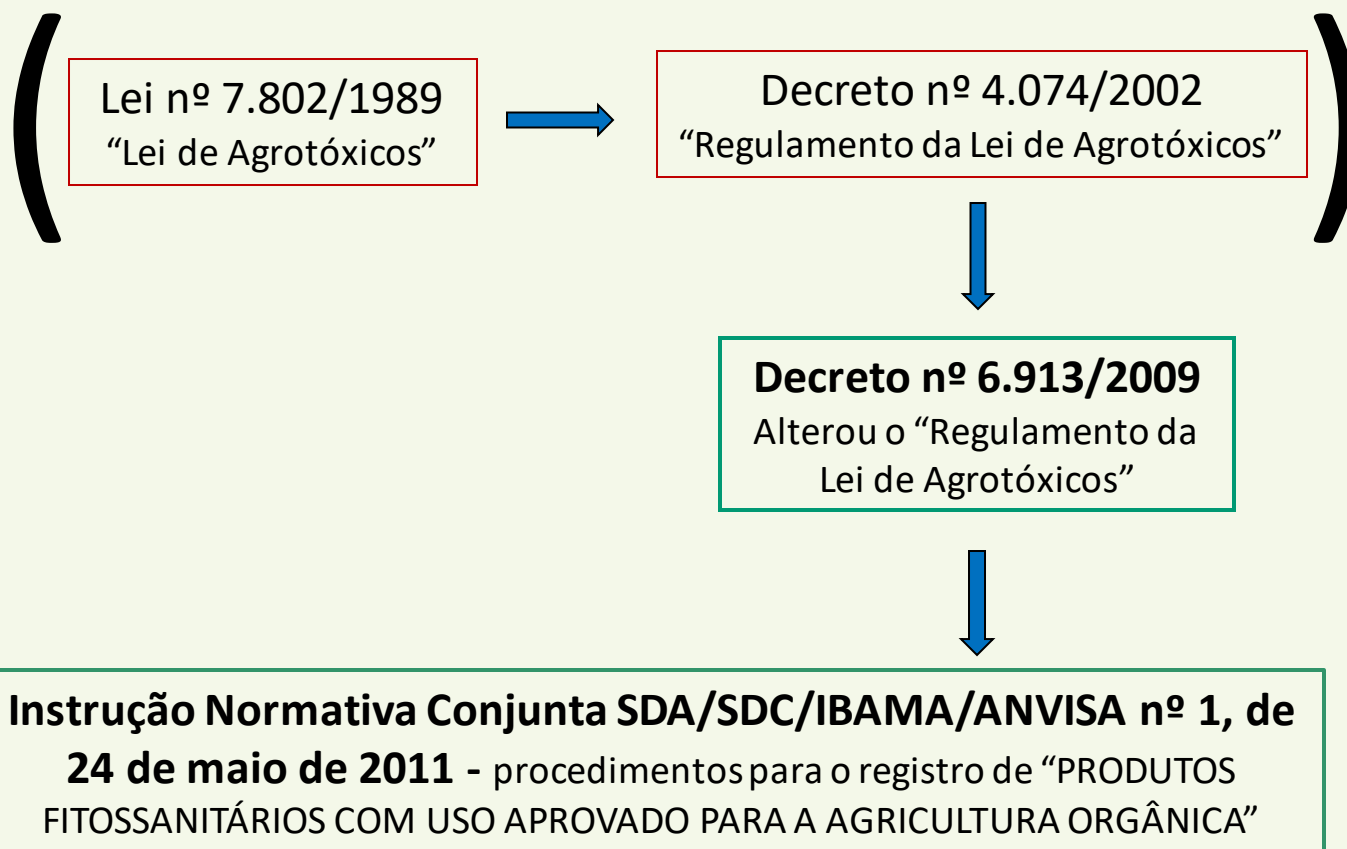 Lei nº 7.802/1989
“Lei de Agrotóxicos”
Decreto nº 4.074/2002
“Regulamento da Lei de Agrotóxicos”
Decreto nº 6.913/2009
Alterou o “Regulamento da
Lei de Agrotóxicos”
Instrução Normativa Conjunta SDA/SDC/IBAMA/ANVISA nº 1, de
24 de maio de 2011 - procedimentos para o registro de “PRODUTOS
FITOSSANITÁRIOS COM USO APROVADO PARA A AGRICULTURA ORGÂNICA”